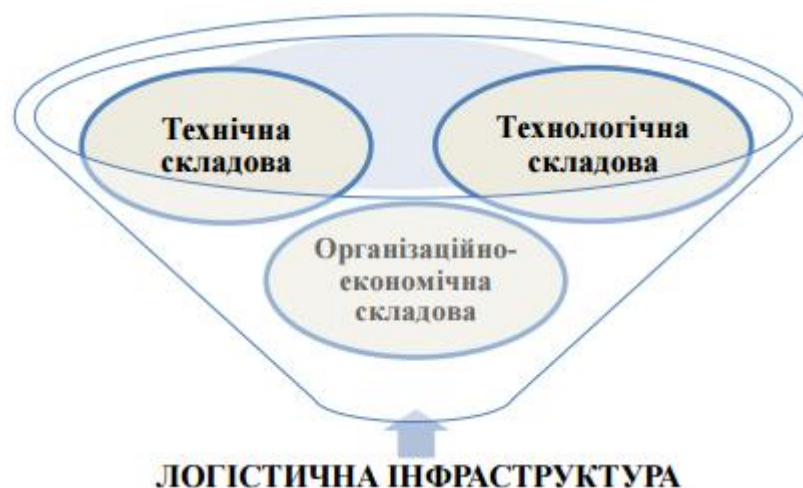 Технічна
складова
Технологічна
складова
Організаційно-
економічна
складова
ЛОГІСТИЧНА ІНФРАСТРУКТУРА